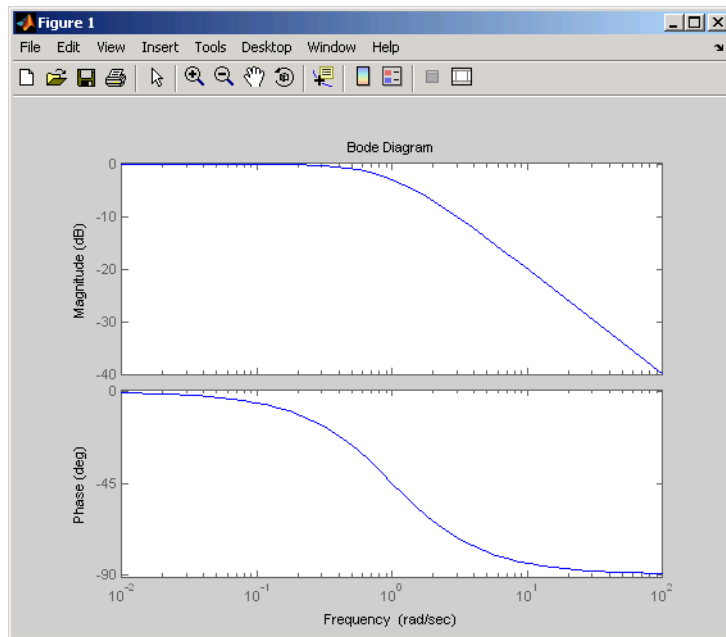 Figure 1
File Edit View Insert Tools Desktop Window Help
Bode Diagram
Magnitude (dB)
0
-10
-20
-30
-40
Phase (deg)
0
-45
-90
10^-2 10^-1 10^0 10^1 10^2
Frequency (rad/sec)